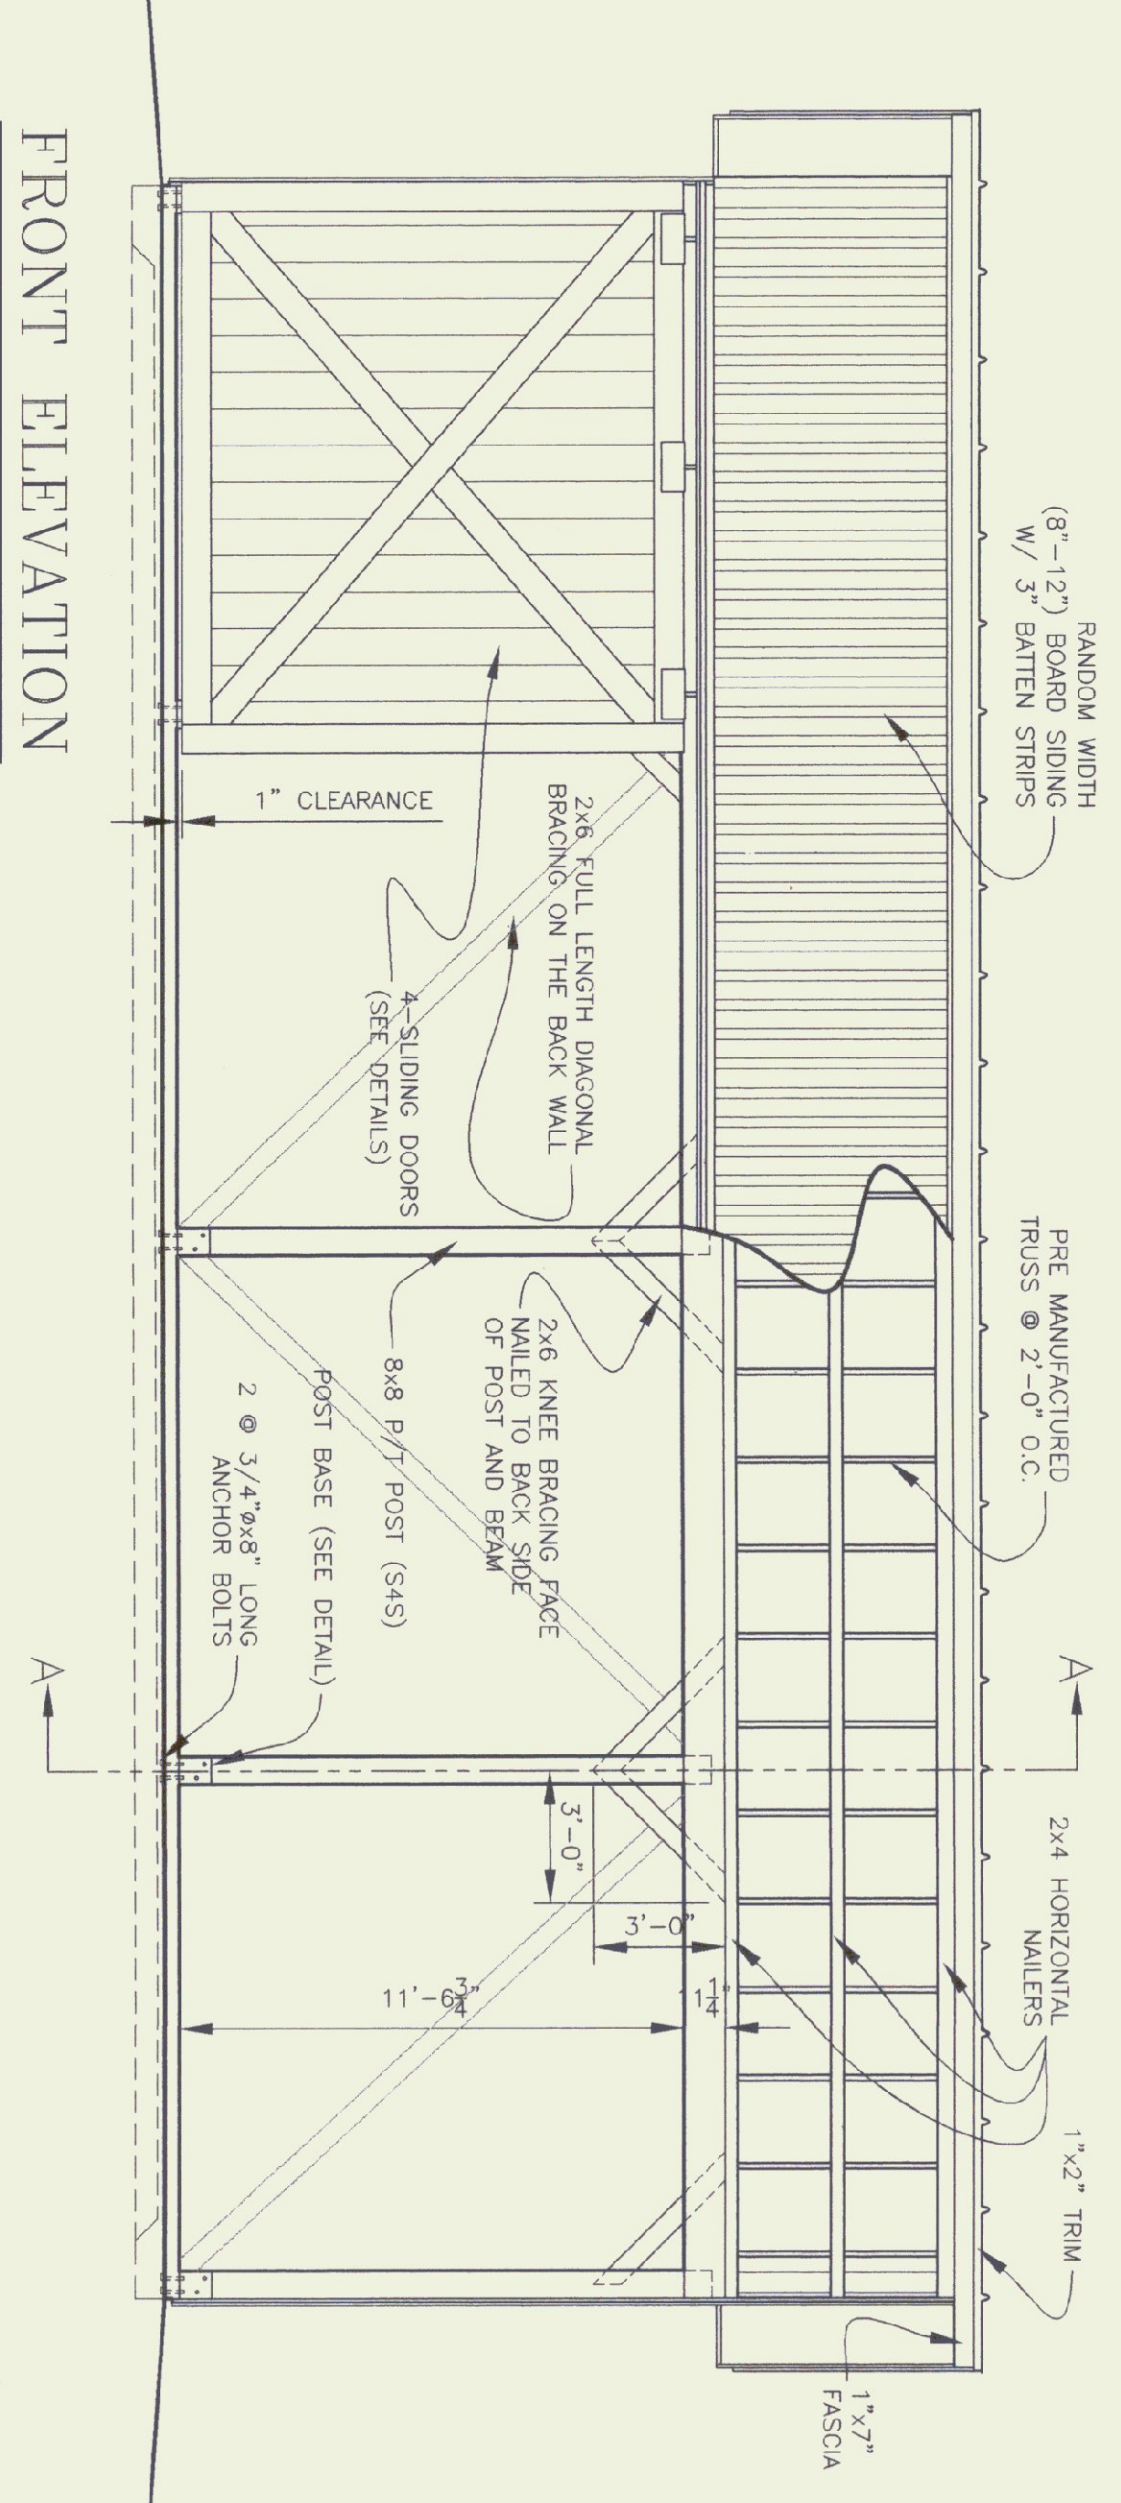 RANDOM WIDTH
(8"-12") BOARD SIDING
W/ 3" BATTEN STRIPS
PRE MANUFACTURED
TRUSS @ 2'-0" O.C.
A
2x4 HORIZONTAL
NAILERS
1"x2" TRIM
1"x7"
FASCIA
2x6 FULL LENGTH DIAGONAL
BRACING ON THE BACK WALL
4-SLIDING DOORS
(SEE DETAILS)
1" CLEARANCE
2x6 KNEE BRACING FACE
NAILED TO BACK SIDE
OF POST AND BEAM
8x8 P/T POST (S4S)
POST BASE (SEE DETAIL)
2 @ 3/4"øx8" LONG
ANCHOR BOLTS
3'-0"
3'-0"
11'-6 3/4"
1 1/4"
A
FRONT ELEVATION